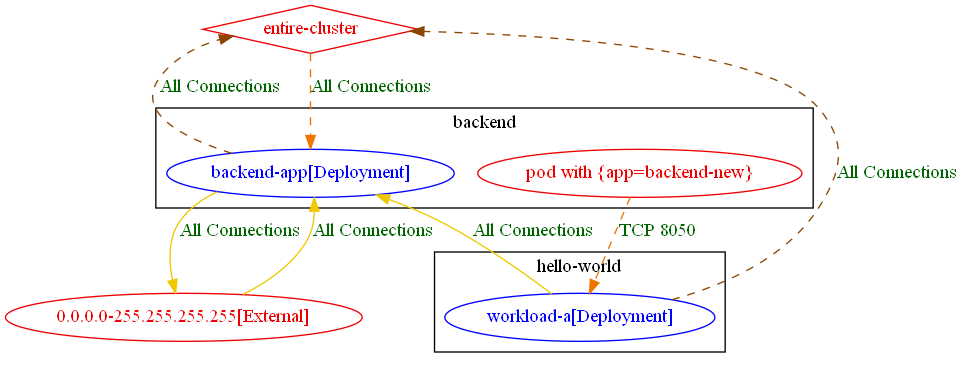 entire-cluster
All Connections
All Connections
backend
backend-app[Deployment]
pod with {app=backend-new}
All Connections
All Connections
All Connections
All Connections
TCP 8050
hello-world
0.0.0.0-255.255.255.255[External]
workload-a[Deployment]